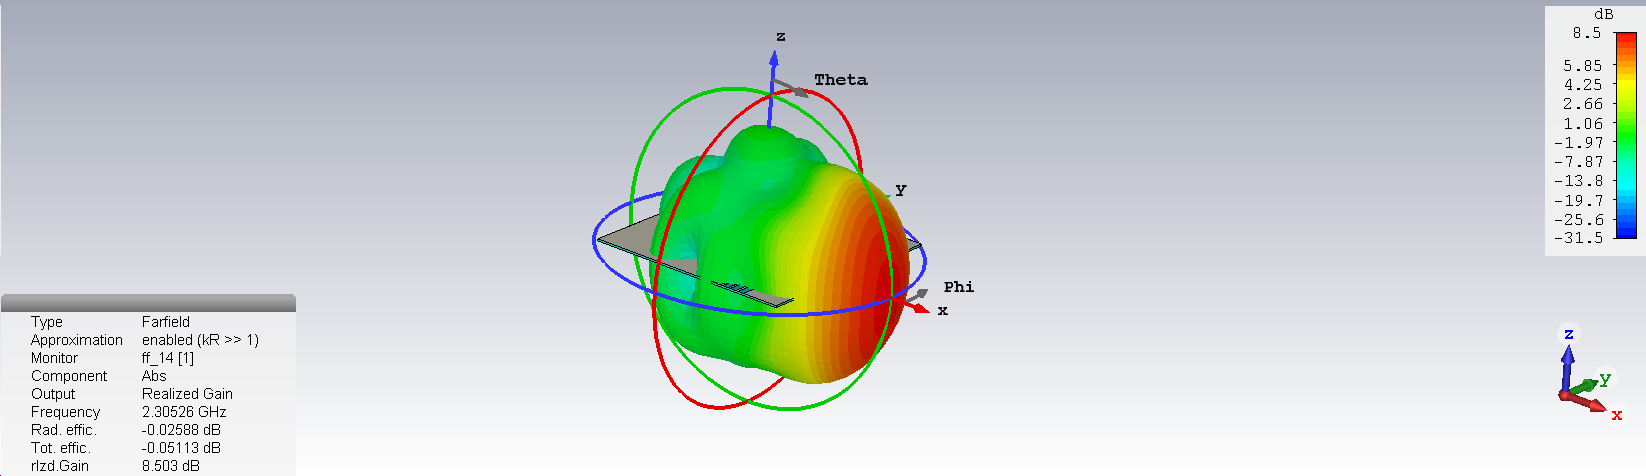 z
Theta
y
Phi
x
dB
8.5
5.85
4.25
2.66
1.06
-1.97
-7.87
-13.8
-19.7
-25.6
-31.5
Type Farfield
Approximation enabled (kR >> 1)
Monitor ff_14 [1]
Component Abs
Output Realized Gain
Frequency 2.30526 GHz
Rad. effic. -0.02588 dB
Tot. effic. -0.05113 dB
rlzd.Gain 8.503 dB
z
y
x